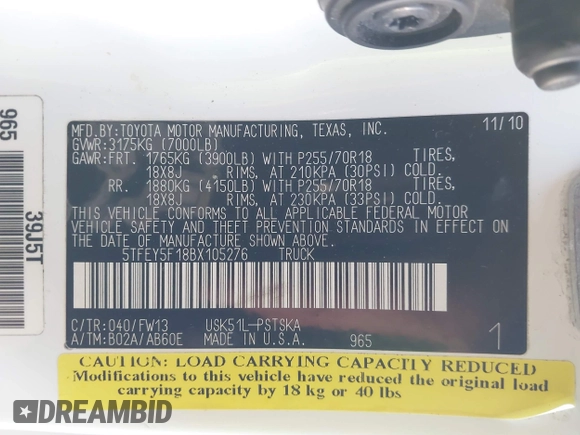 MFD.BY:TOYOTA MOTOR MANUFACTURING, TEXAS, INC. 11/10
GVWR:3175KG (7000LB)
GAWR:FRT. 1765KG (3900LB) WITH P255/70R18 TIRES,
18X8J RIMS, AT 210KPA (30PSI) COLD.
RR. 1880KG (4150LB) WITH P255/70R18 TIRES,
18X8J RIMS, AT 230KPA (33PSI) COLD.
THIS VEHICLE CONFORMS TO ALL APPLICABLE FEDERAL MOTOR
VEHICLE SAFETY STANDARDS IN EFFECT ON THE DATE OF
MANUFACTURE SHOWN ABOVE.
5TFEY5F18BX105276 TRUCK
C/TR:040/FW13 USK51L-PSTSKA
A/TM:B02A/AB60E MADE IN U.S.A. 965 1
965 39J5T
CAUTION: LOAD CARRYING CAPACITY REDUCED
Modifications to this vehicle have reduced the original load
carrying capacity by 18 kg or 40 lbs
DREAMBID